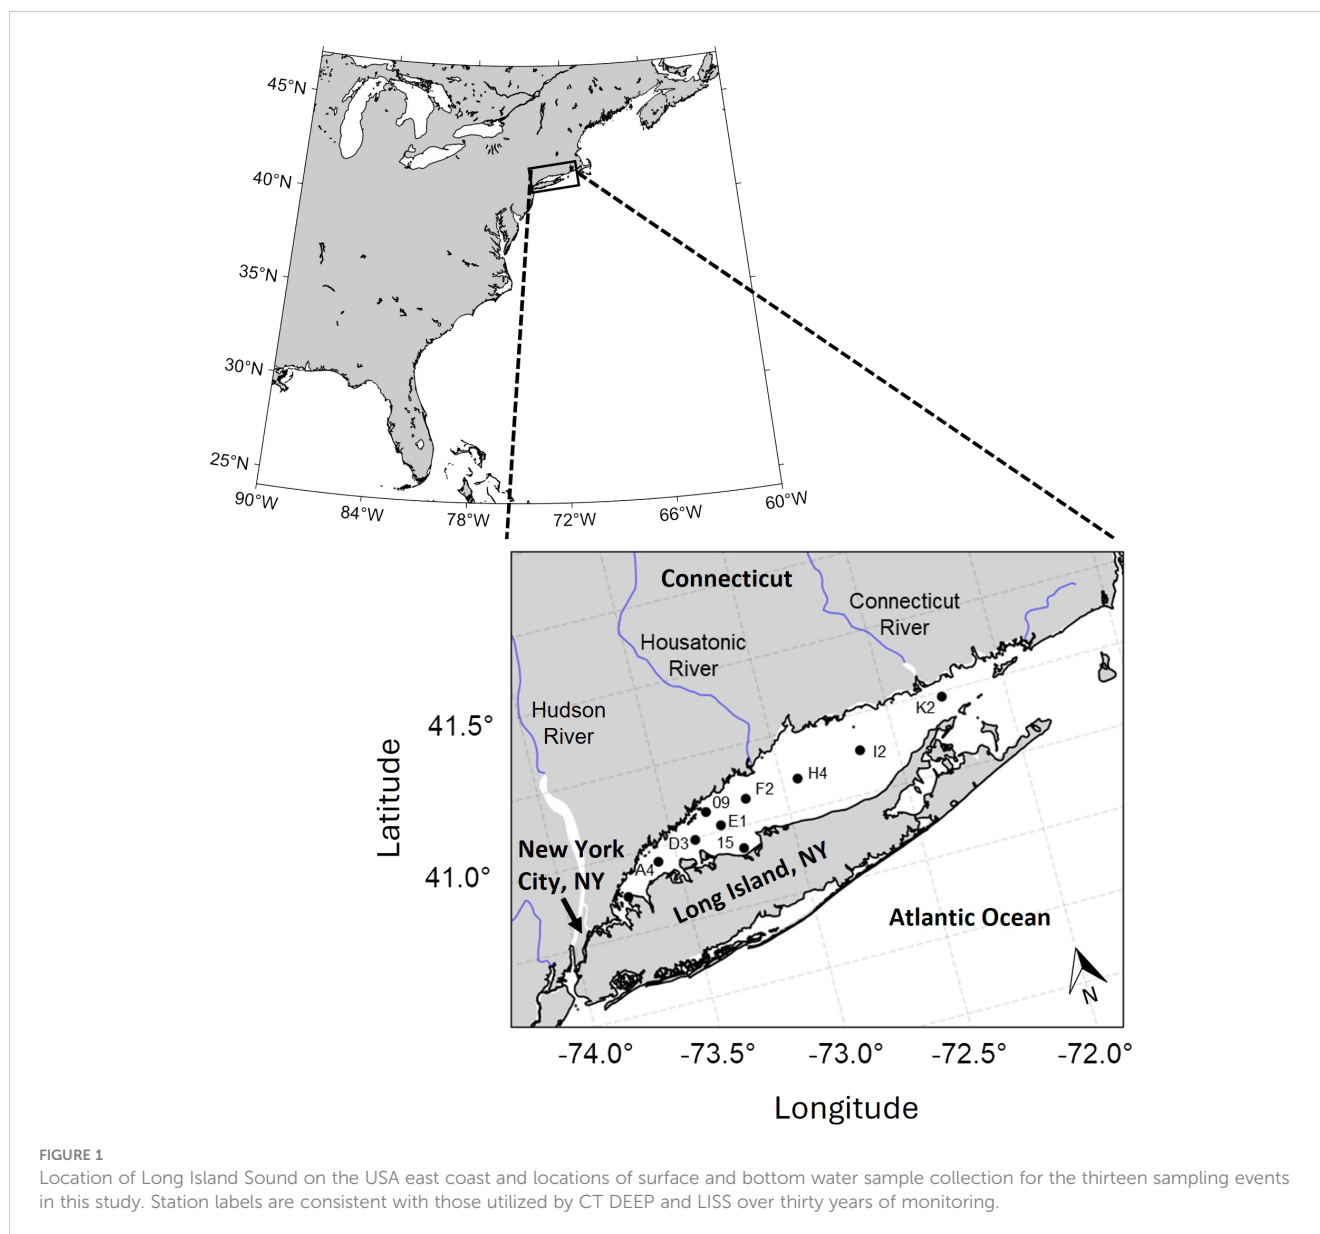 45°N
40°N
35°N
30°N
25°N
90°W
84°W
78°W
72°W
66°W
60°W
Connecticut
Connecticut
River
Housatonic
River
Hudson
River
K2
I2
H4
F2
09
E1
D3
15
A4
New York
City, NY
Long Island, NY
Atlantic Ocean
N
Latitude
41.5°
41.0°
-74.0°
-73.5°
-73.0°
-72.5°
-72.0°
Longitude
FIGURE 1
Location of Long Island Sound on the USA east coast and locations of surface and bottom water sample collection for the thirteen sampling events
in this study. Station labels are consistent with those utilized by CT DEEP and LISS over thirty years of monitoring.